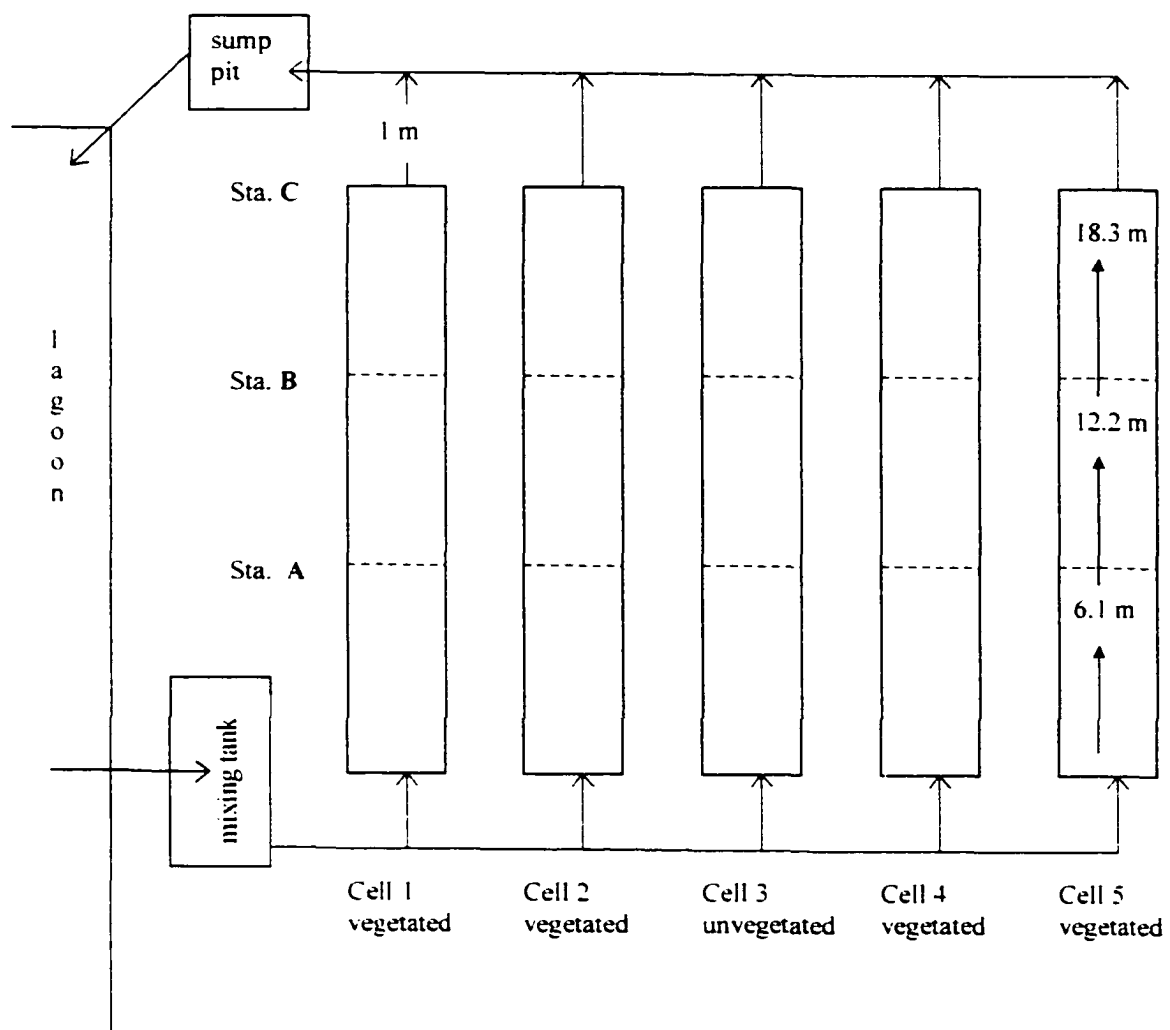 sump
pit
1 m
Sta. C
18.3 m
lagoon
Sta. B
12.2 m
Sta. A
6.1 m
mixing tank
Cell 1
vegetated
Cell 2
vegetated
Cell 3
unvegetated
Cell 4
vegetated
Cell 5
vegetated